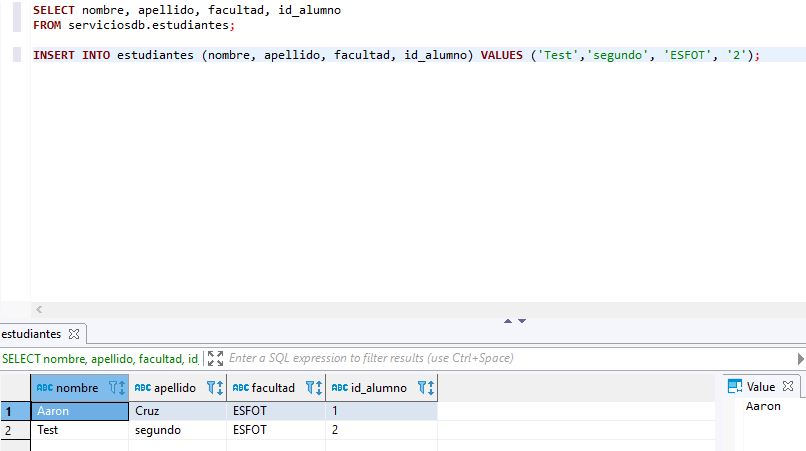 SELECT nombre, apellido, facultad, id_alumno
FROM serviciosdb.estudiantes;
INSERT INTO estudiantes (nombre, apellido, facultad, id_alumno) VALUES ('Test','segundo', 'ESFOT', '2');
estudiantes
SELECT nombre, apellido, facultad, id Enter a SQL expression to filter results (use Ctrl+Space)
ABC nombre ABC apellido ABC facultad ABC id_alumno Value
1 Aaron Cruz ESFOT 1 Aaron
2 Test segundo ESFOT 2